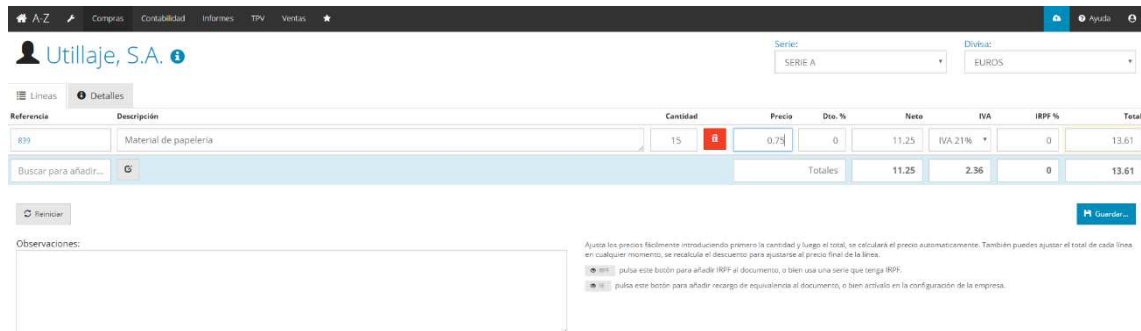 A-Z Compras Contabilidad Informes TPV Ventas Ayuda
Utillaje, S.A.
Serie: Divisa:
SERIE A EUROS
Líneas Detalles
Referencia Descripción Cantidad Precio Dto. % Neto IVA IRPF % Total
839 Material de papelería 15 0.75 0 11.25 IVA 21% 0 13.61
Buscar para añadir... Totales 11.25 2.36 0 13.61
Reiniciar Guardar...
Observaciones:
Ajusta los precios fácilmente introduciendo primero la cantidad y luego el total, se calculará el precio automaticamente. También puedes ajustar el total de cada línea
en cualquier momento, se recalcula el descuento para ajustarse al precio final de la línea.
pulsa este botón para añadir IRPF al documento, o bien usa una serie que tenga IRPF.
pulsa este botón para añadir recargo de equivalencia al documento, o bien actívalo en la configuración de la empresa.